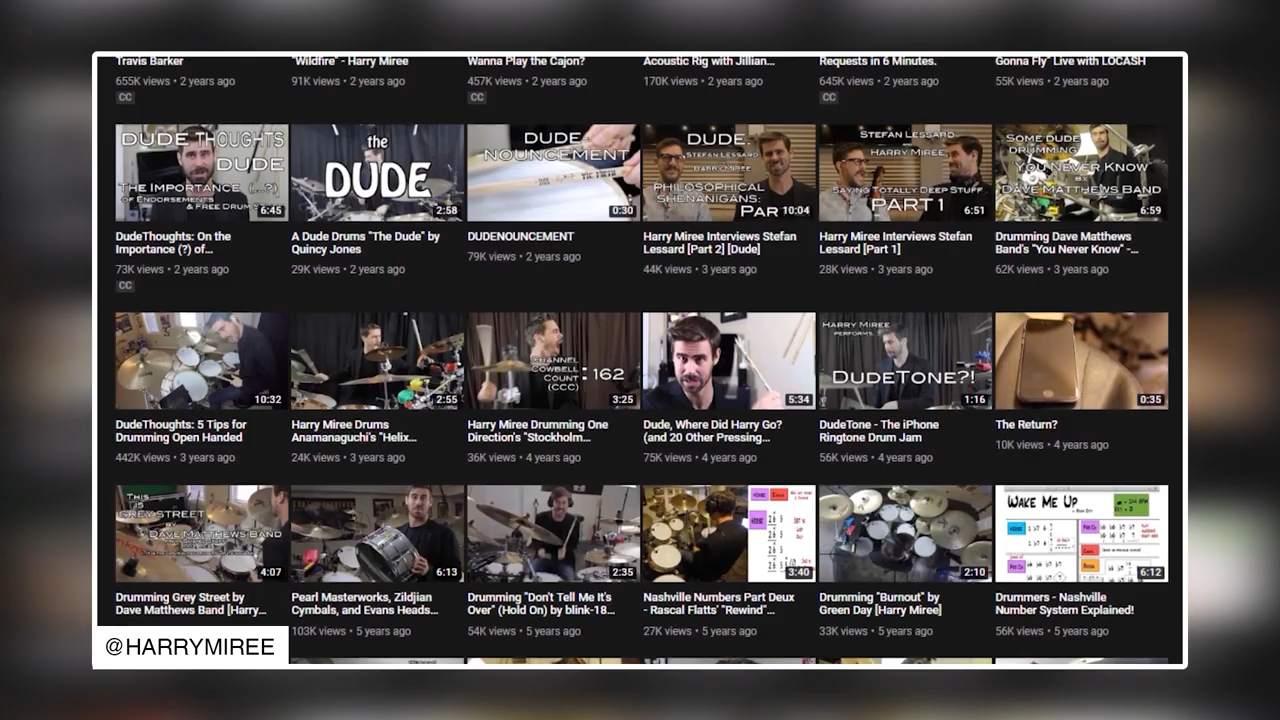 Travis Barker
"Wildfire" - Harry Miree
Wanna Play the Cajon?
Acoustic Rig with Jillian...
Requests in 6 Minutes.
Gonna Fly" Live with LOCASH
655K views • 2 years ago
91K views • 2 years ago
457K views • 2 years ago
170K views • 2 years ago
645K views • 2 years ago
55K views • 2 years ago
CC
CC
CC
DUDE THOUGHTS
DUDE
THE IMPORTANCE (...?)
OF ENDORSEMENTS
& FREE DRUM
6:45
the
DUDE
2:58
DUDE-
NOUNCEMENT
0:30
DUDE.
STEFAN LESSARD
HARRY MIREE
PHILOSOPHICAL
SHENANIGANS:
PAR
10:04
STEFAN LESSARD
HARRY MIREE
SAYING TOTALLY DEEP STUFF
PART 1
6:51
SOME DUDE
DRUMMING
YOU NEVER KNOW
BY
DAVE MATTHEWS BAND
6:59
DudeThoughts: On the
Importance (?) of...
73K views • 2 years ago
CC
A Dude Drums "The Dude" by
Quincy Jones
29K views • 2 years ago
DUDENOUNCEMENT
79K views • 2 years ago
Harry Miree Interviews Stefan
Lessard [Part 2] [Dude]
44K views • 3 years ago
Harry Miree Interviews Stefan
Lessard [Part 1]
28K views • 3 years ago
Drumming Dave Matthews
Band's "You Never Know" -...
62K views • 3 years ago
10:32
2:55
CHANNEL
COWBELL
COUNT
(CCC)
: 162
3:25
5:34
HARRY MIREE
PERFORMS...
DUDETONE?!
1:16
0:35
DudeThoughts: 5 Tips for
Drumming Open Handed
442K views • 3 years ago
Harry Miree Drums
Anamanaguchi's "Helix...
24K views • 3 years ago
Harry Miree Drumming One
Direction's "Stockholm...
36K views • 4 years ago
Dude, Where Did Harry Go?
(and 20 Other Pressing...
75K views • 4 years ago
DudeTone - The iPhone
Ringtone Drum Jam
56K views • 4 years ago
The Return?
10K views • 4 years ago
THIS
IS
GREY STREET
BY
DAVE MATTHEWS BAND
4:07
6:13
2:35
VERSE
VERSE
3:40
2:10
WAKE ME UP
VERSE
6:12
Drumming Grey Street by
Dave Matthews Band [Harry...
Pearl Masterworks, Zildjian
Cymbals, and Evans Heads...
103K views • 5 years ago
Drumming "Don't Tell Me It's
Over" (Hold On) by blink-18...
54K views • 5 years ago
Nashville Numbers Part Deux
- Rascal Flatts' "Rewind"...
27K views • 5 years ago
Drumming "Burnout" by
Green Day [Harry Miree]
33K views • 5 years ago
Drummers - Nashville
Number System Explained!
56K views • 5 years ago
@HARRYMIREE